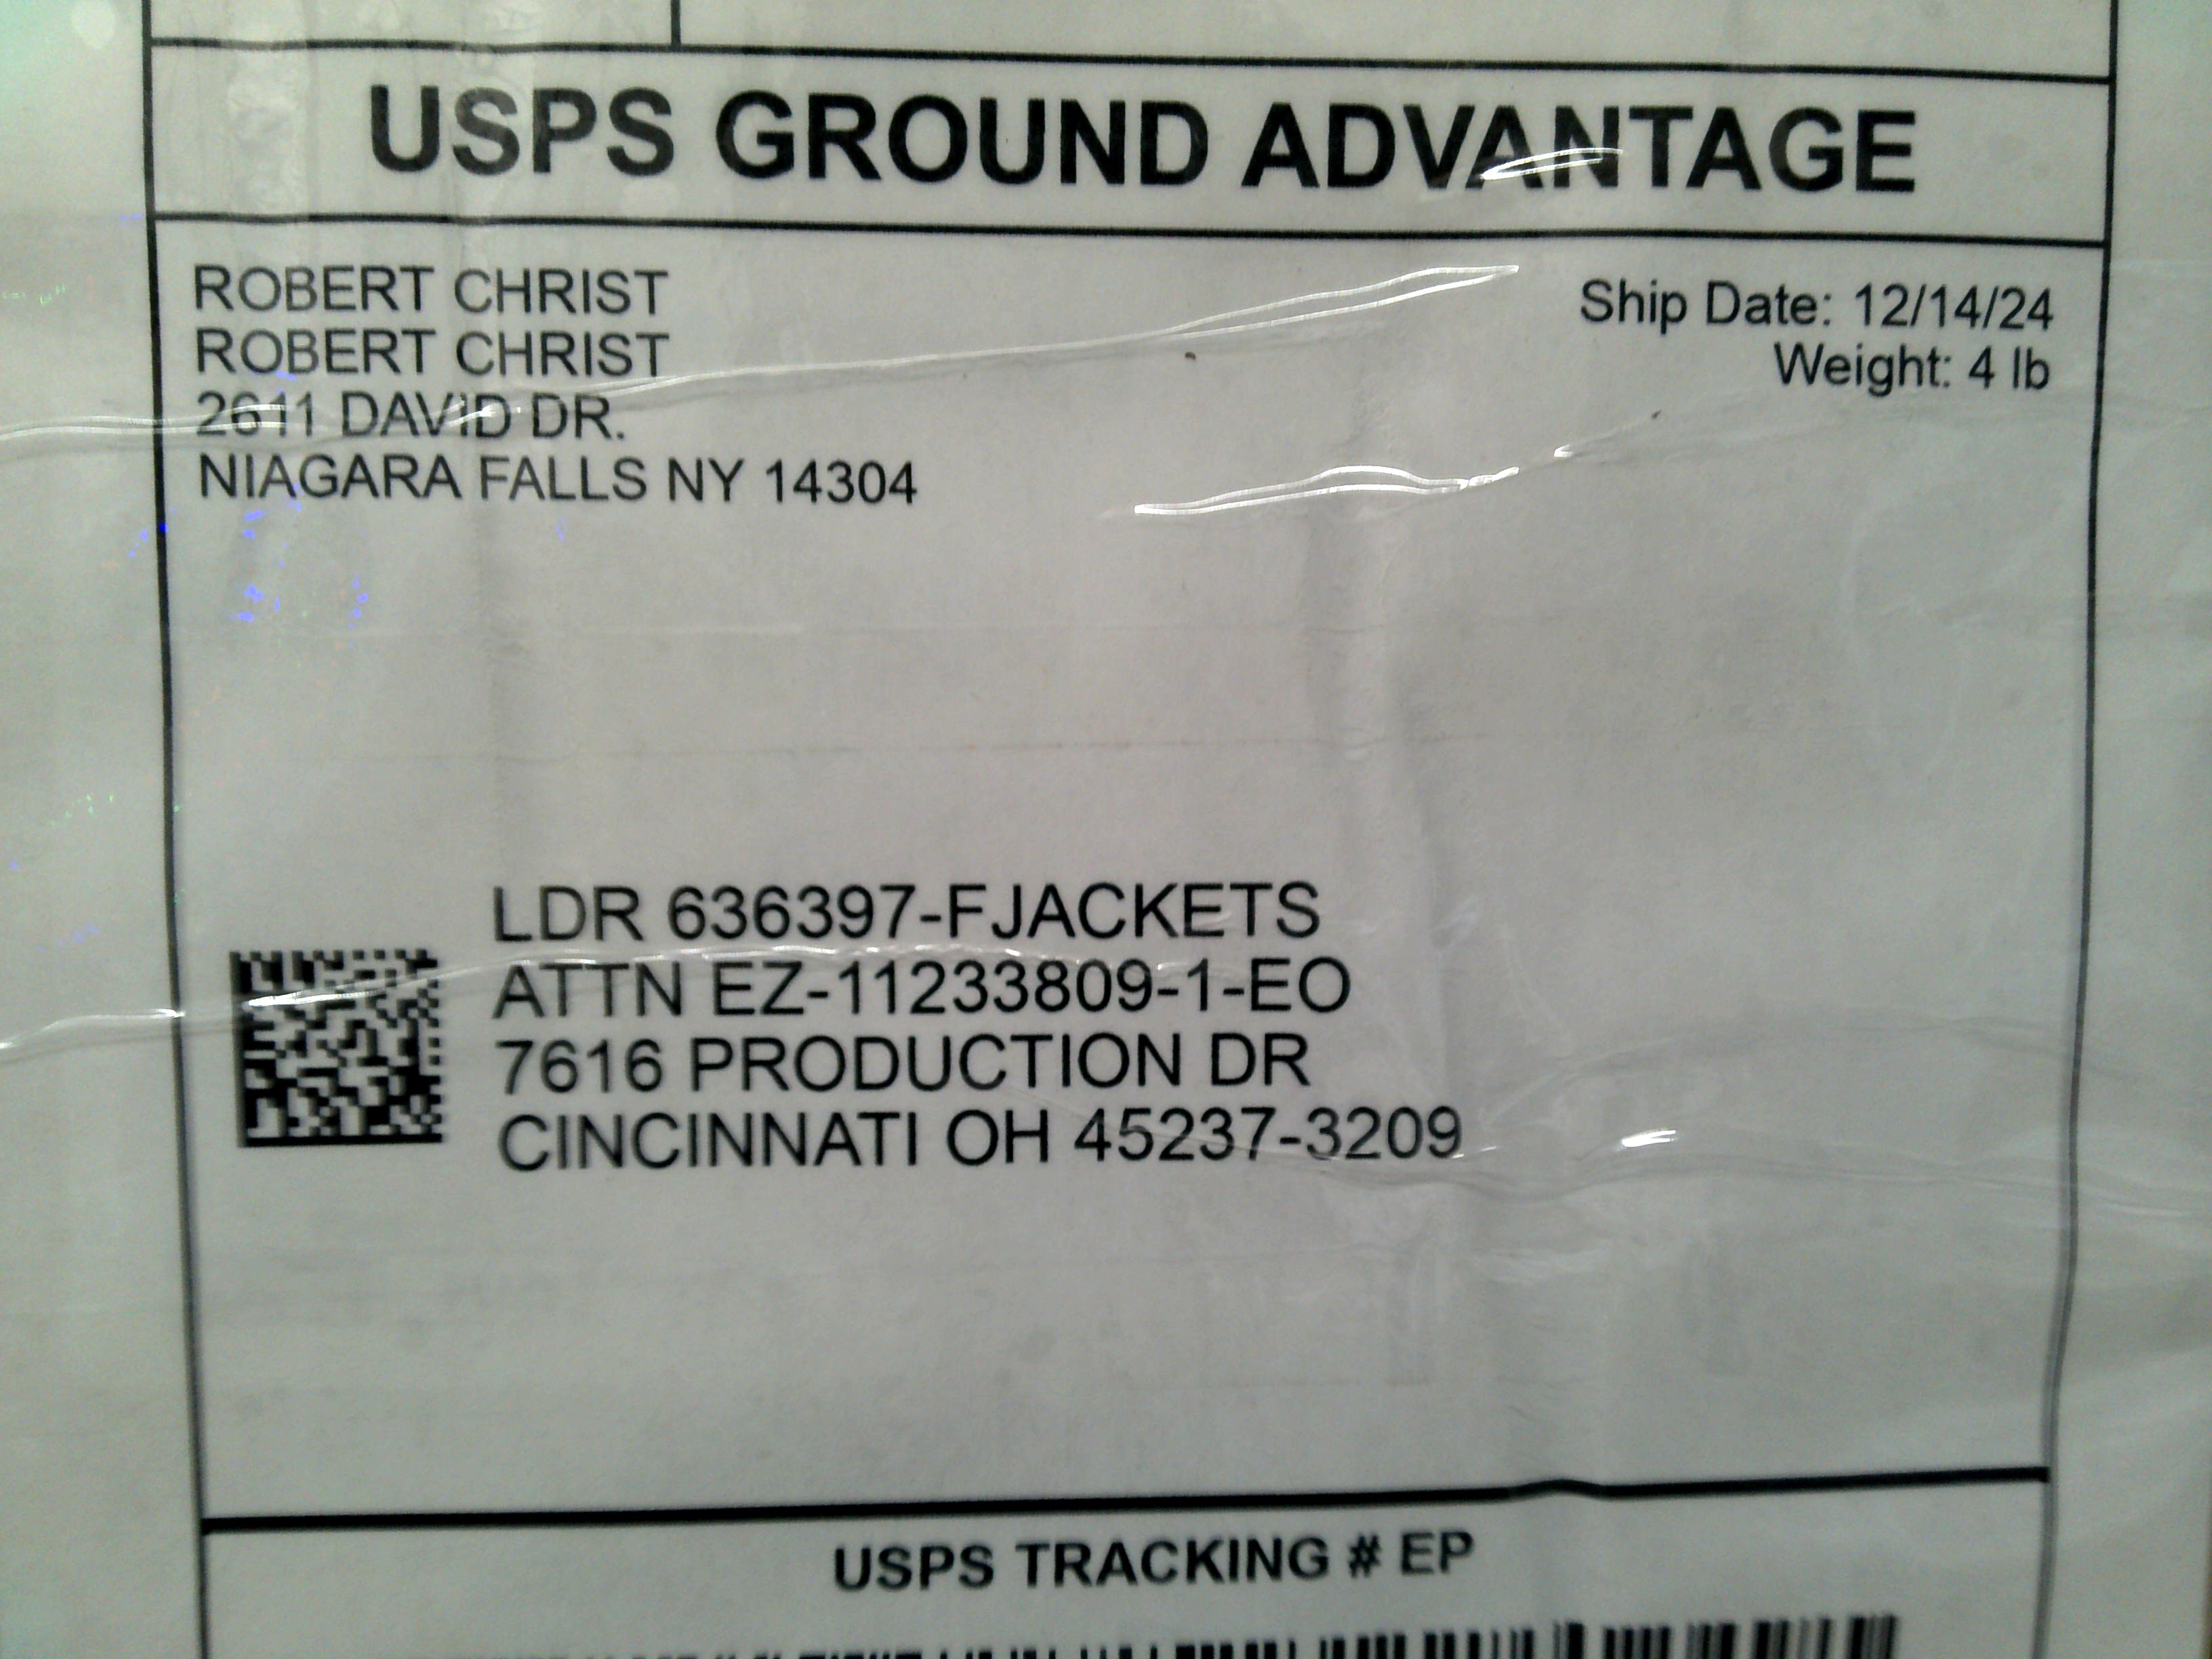 USPS GROUND ADVANTAGE
ROBERT CHRIST
ROBERT CHRIST
2611 DAVID DR.
NIAGARA FALLS NY 14304
Ship Date: 12/14/24
Weight: 4 lb
LDR 636397-FJACKETS
ATTN EZ-11233809-1-EO
7616 PRODUCTION DR
CINCINNATI OH 45237-3209
USPS TRACKING # EP